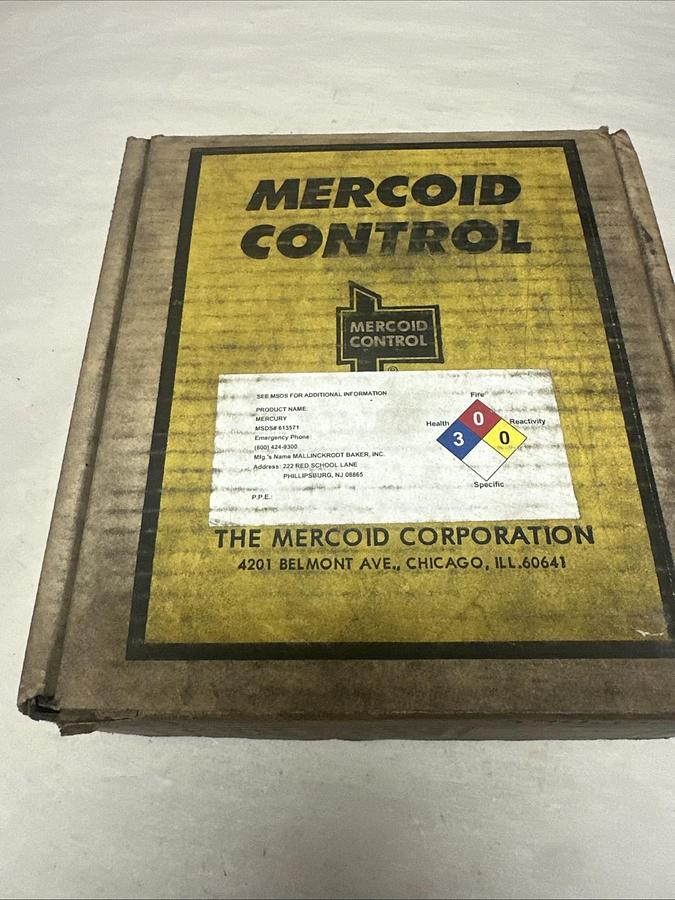 MERCOID
CONTROL
MERCOID
CONTROL
®
SEE MSDS FOR ADDITIONAL INFORMATION
PRODUCT NAME:
MERCURY
MSDS# 613571
Emergency Phone
(800) 424-9300
Mfg.'s Name MALLINCKRODT BAKER, INC.
Address: 222 RED SCHOOL LANE
PHILLIPSBURG, NJ 08865
P.P.E.:
Fire
Health
Reactivity
0
3
0
Specific
THE MERCOID CORPORATION
4201 BELMONT AVE., CHICAGO, ILL.60641